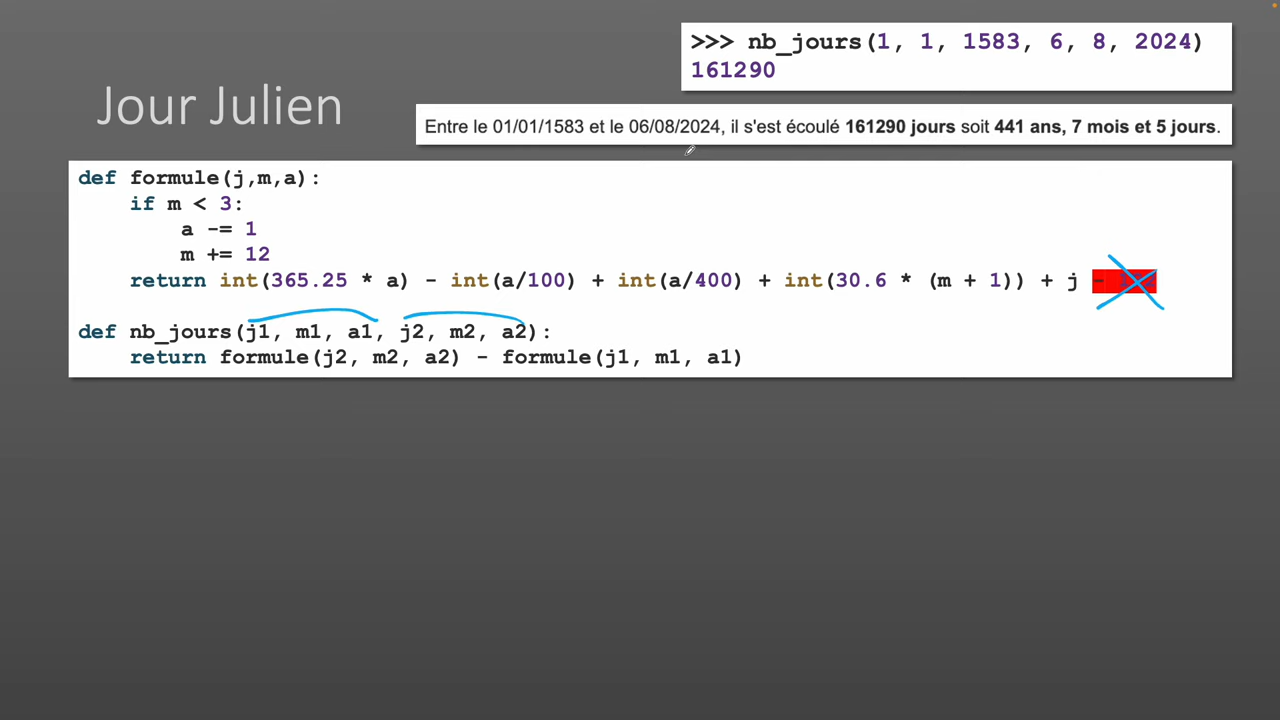 >>> nb_jours(1, 1, 1583, 6, 8, 2024)
161290
Jour Julien
Entre le 01/01/1583 et le 06/08/2024, il s'est écoulé 161290 jours soit 441 ans, 7 mois et 5 jours.
def formule(j,m,a):
    if m < 3:
        a -= 1
        m += 12
    return int(365.25 * a) - int(a/100) + int(a/400) + int(30.6 * (m + 1)) + j -
def nb_jours(j1, m1, a1, j2, m2, a2):
    return formule(j2, m2, a2) - formule(j1, m1, a1)